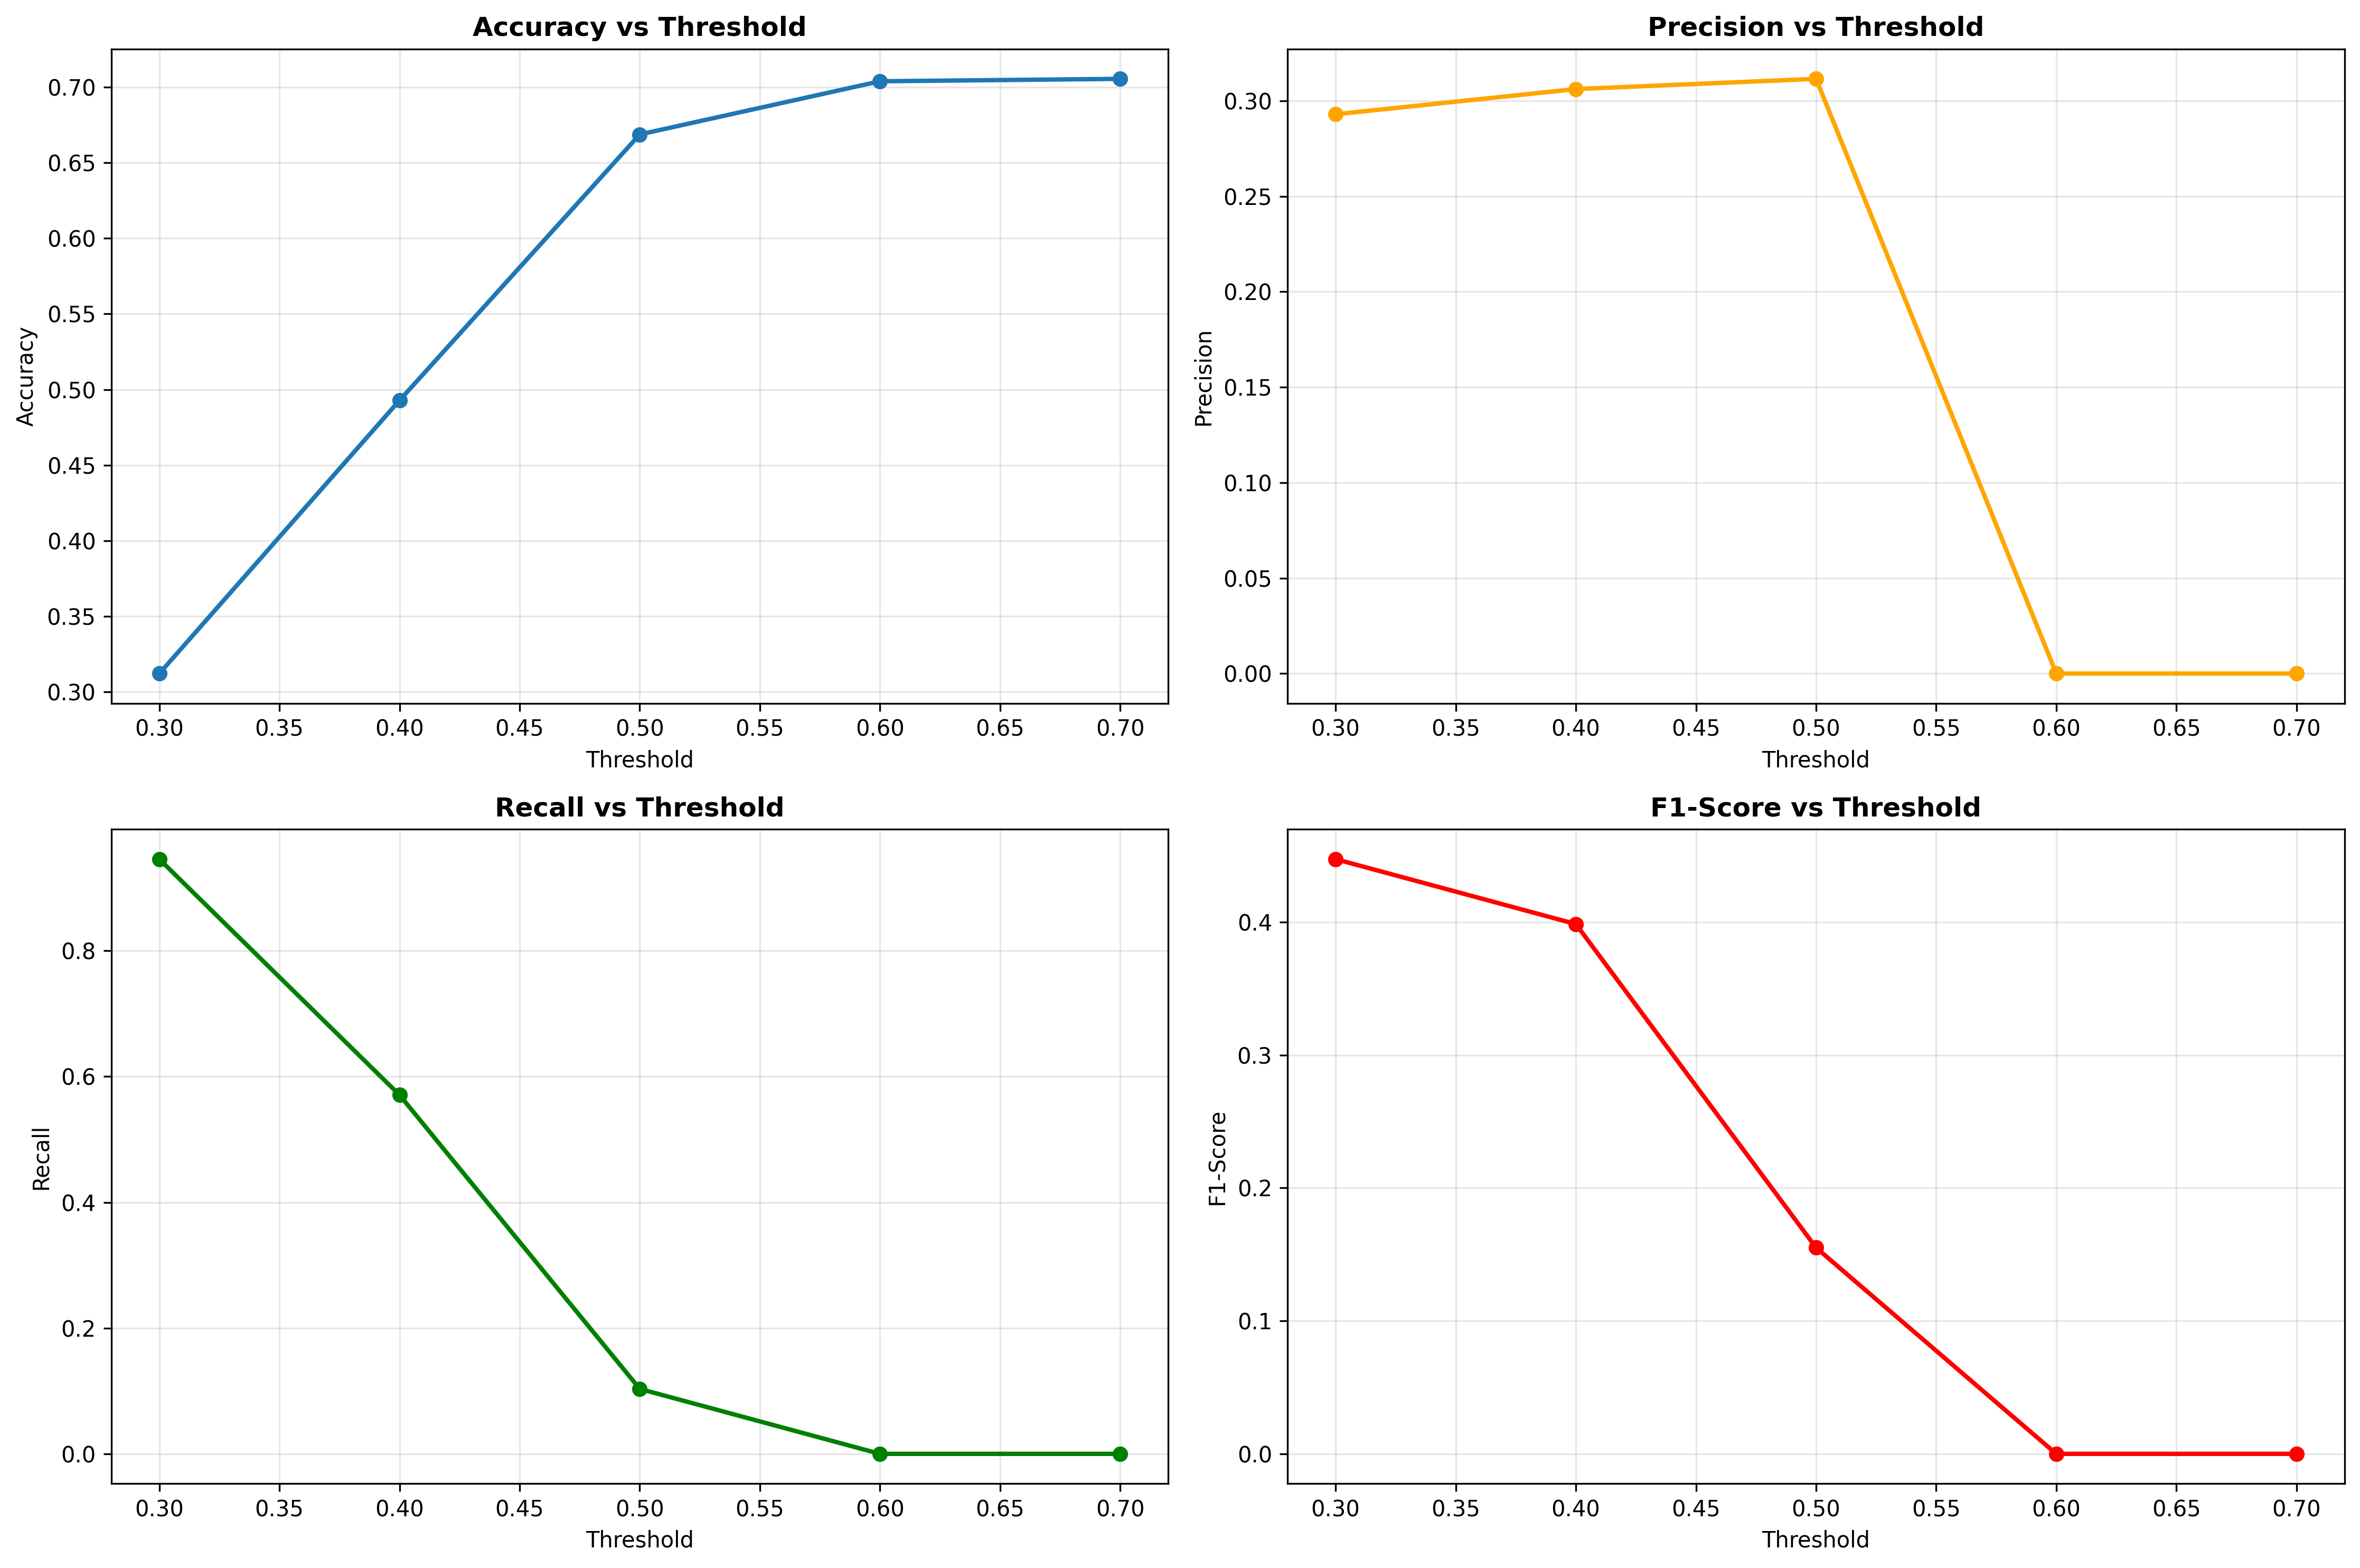 Accuracy vs Threshold
0.70
0.65
0.60
0.55
0.50
0.45
0.40
0.35
0.30
Accuracy
0.30 0.35 0.40 0.45 0.50 0.55 0.60 0.65 0.70
Threshold
Precision vs Threshold
0.30
0.25
0.20
0.15
0.10
0.05
0.00
Precision
0.30 0.35 0.40 0.45 0.50 0.55 0.60 0.65 0.70
Threshold
Recall vs Threshold
0.8
0.6
0.4
0.2
0.0
Recall
0.30 0.35 0.40 0.45 0.50 0.55 0.60 0.65 0.70
Threshold
F1-Score vs Threshold
0.4
0.3
0.2
0.1
0.0
F1-Score
0.30 0.35 0.40 0.45 0.50 0.55 0.60 0.65 0.70
Threshold